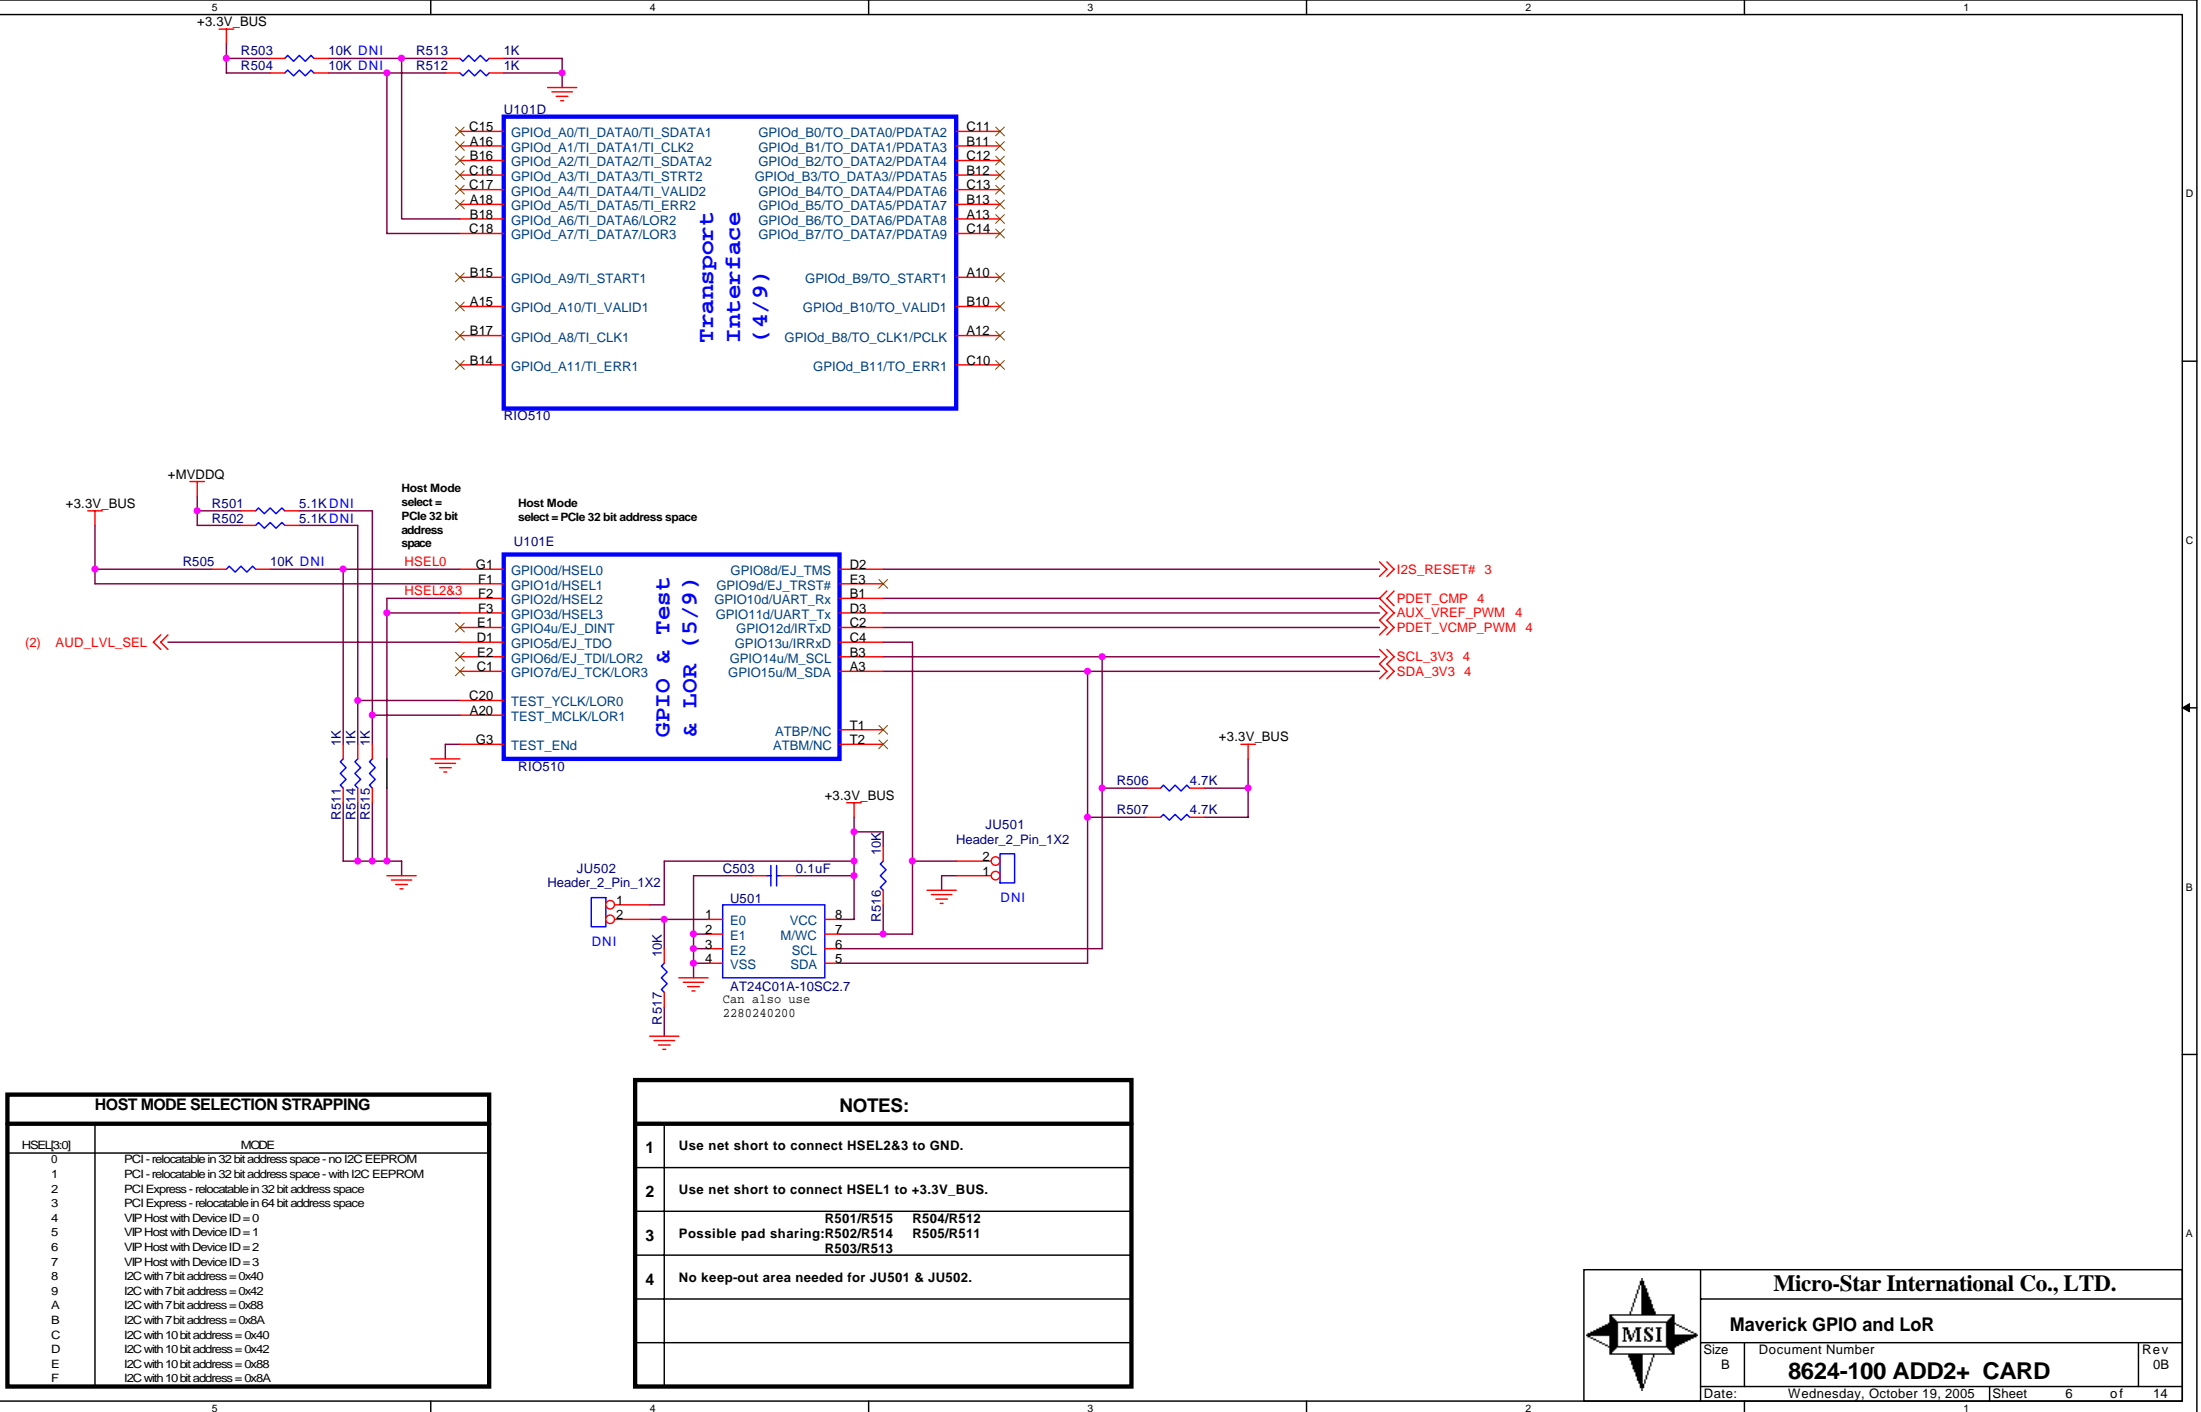 5 4 3 2 1
+3.3V_BUS
R503 10K DNI R513 1K
R504 10K DNI R512 1K
U101D
C15 GPIOd_A0/TI_DATA0/TI_SDATA1 GPIOd_B0/TO_DATA0/PDATA2 C11
A16 GPIOd_A1/TI_DATA1/TI_CLK2 GPIOd_B1/TO_DATA1/PDATA3 B11
B16 GPIOd_A2/TI_DATA2/TI_SDATA2 GPIOd_B2/TO_DATA2/PDATA4 C12
C16 GPIOd_A3/TI_DATA3/TI_STRT2 GPIOd_B3/TO_DATA3//PDATA5 B12
C17 GPIOd_A4/TI_DATA4/TI_VALID2 GPIOd_B4/TO_DATA4/PDATA6 C13
A18 GPIOd_A5/TI_DATA5/TI_ERR2 GPIOd_B5/TO_DATA5/PDATA7 B13
B18 GPIOd_A6/TI_DATA6/LOR2 GPIOd_B6/TO_DATA6/PDATA8 A13
C18 GPIOd_A7/TI_DATA7/LOR3 GPIOd_B7/TO_DATA7/PDATA9 C14
B15 GPIOd_A9/TI_START1 GPIOd_B9/TO_START1 A10
A15 GPIOd_A10/TI_VALID1 GPIOd_B10/TO_VALID1 B10
B17 GPIOd_A8/TI_CLK1 GPIOd_B8/TO_CLK1/PCLK A12
B14 GPIOd_A11/TI_ERR1 GPIOd_B11/TO_ERR1 C10
Transport
Interface
(4/9)
RIO510
D
C
B
A
+MVDDQ
+3.3V_BUS
R501 5.1K DNI
R502 5.1K DNI
R505 10K DNI
Host Mode
select =
PCIe 32 bit
address
space
Host Mode
select = PCIe 32 bit address space
U101E
HSEL0 G1 GPIO0d/HSEL0 GPIO8d/EJ_TMS D2 I2S_RESET# 3
F1 GPIO1d/HSEL1 GPIO9d/EJ_TRST# E3
HSEL2&3 F2 GPIO2d/HSEL2 GPIO10d/UART_Rx B1 PDET_CMP 4
F3 GPIO3d/HSEL3 GPIO11d/UART_Tx D3 AUX_VREF_PWM 4
E1 GPIO4u/EJ_DINT GPIO12d/IRTxD C2 PDET_VCMP_PWM 4
(2) AUD_LVL_SEL D1 GPIO5d/EJ_TDO GPIO13u/IRRxD C4
E2 GPIO6d/EJ_TDI/LOR2 GPIO14u/M_SCL B3 SCL_3V3 4
C1 GPIO7d/EJ_TCK/LOR3 GPIO15u/M_SDA A3 SDA_3V3 4
C20 TEST_YCLK/LOR0
A20 TEST_MCLK/LOR1
ATBP/NC T1
G3 TEST_ENd ATBM/NC T2
GPIO & Test
& LOR (5/9)
RIO510
1K 1K 1K
R511 R514 R515
+3.3V_BUS
R506 4.7K
R507 4.7K
+3.3V_BUS
10K
R516
JU501
Header_2_Pin_1X2
2
1
DNI
JU502
Header_2_Pin_1X2
1
2
DNI
C503 0.1uF
10K
R517
U501
1 E0 VCC 8
2 E1 M/WC 7
3 E2 SCL 6
4 VSS SDA 5
AT24C01A-10SC2.7
Can also use
2280240200
HOST MODE SELECTION STRAPPING
HSEL[3:0] MODE
0 PCI - relocatable in 32 bit address space - no I2C EEPROM
1 PCI - relocatable in 32 bit address space - with I2C EEPROM
2 PCI Express - relocatable in 32 bit address space
3 PCI Express - relocatable in 64 bit address space
4 VIP Host with Device ID = 0
5 VIP Host with Device ID = 1
6 VIP Host with Device ID = 2
7 VIP Host with Device ID = 3
8 I2C with 7 bit address = 0x40
9 I2C with 7 bit address = 0x42
A I2C with 7 bit address = 0x88
B I2C with 7 bit address = 0x8A
C I2C with 10 bit address = 0x40
D I2C with 10 bit address = 0x42
E I2C with 10 bit address = 0x88
F I2C with 10 bit address = 0x8A
NOTES:
1 Use net short to connect HSEL2&3 to GND.
2 Use net short to connect HSEL1 to +3.3V_BUS.
R501/R515 R504/R512
3 Possible pad sharing:R502/R514 R505/R511
R503/R513
4 No keep-out area needed for JU501 & JU502.
MSI
Micro-Star International Co., LTD.
Maverick GPIO and LoR
Size Document Number Rev
B 8624-100 ADD2+ CARD 0B
Date: Wednesday, October 19, 2005 Sheet 6 of 14
5 4 3 2 1